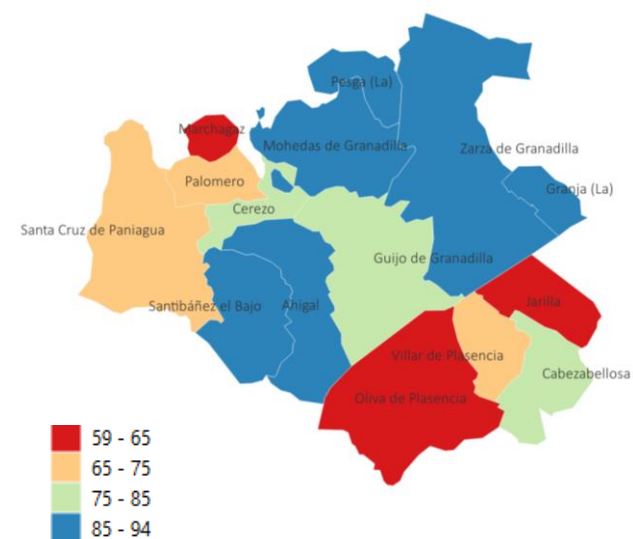 Pesga (La)
Marchagaz
Mohedas de Granadilla
Zarza de Granadilla
Palomero
Granja (La)
Cerezo
Santa Cruz de Paniagua
Guijo de Granadilla
Santibáñez el Bajo
Ahigal
Jarilla
Villar de Plasencia
Cabezabellosa
Oliva de Plasencia
59 - 65
65 - 75
75 - 85
85 - 94